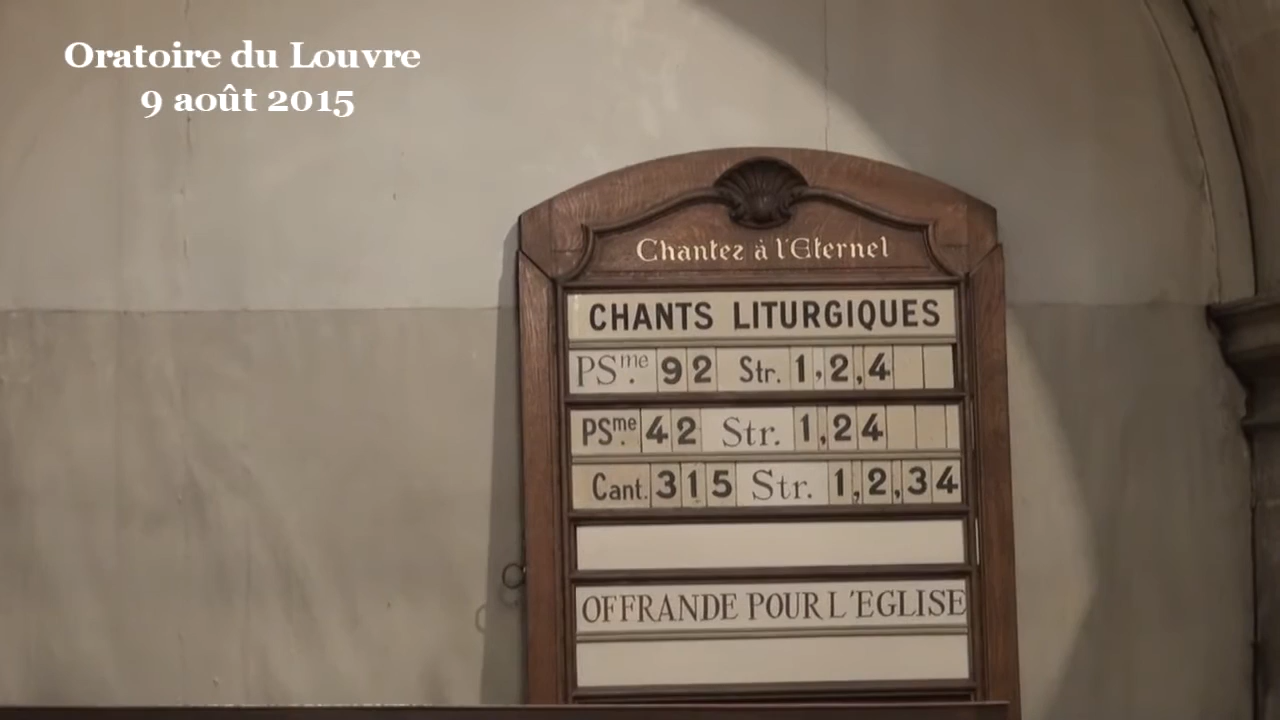 Oratoire du Louvre
9 août 2015
Chantez à l'Eternel
CHANTS LITURGIQUES
PSme. 92 Str. 1,2,4
PSme. 42 Str. 1,24
Cant. 315 Str. 1,2,34
OFFRANDE POUR L'EGLISE